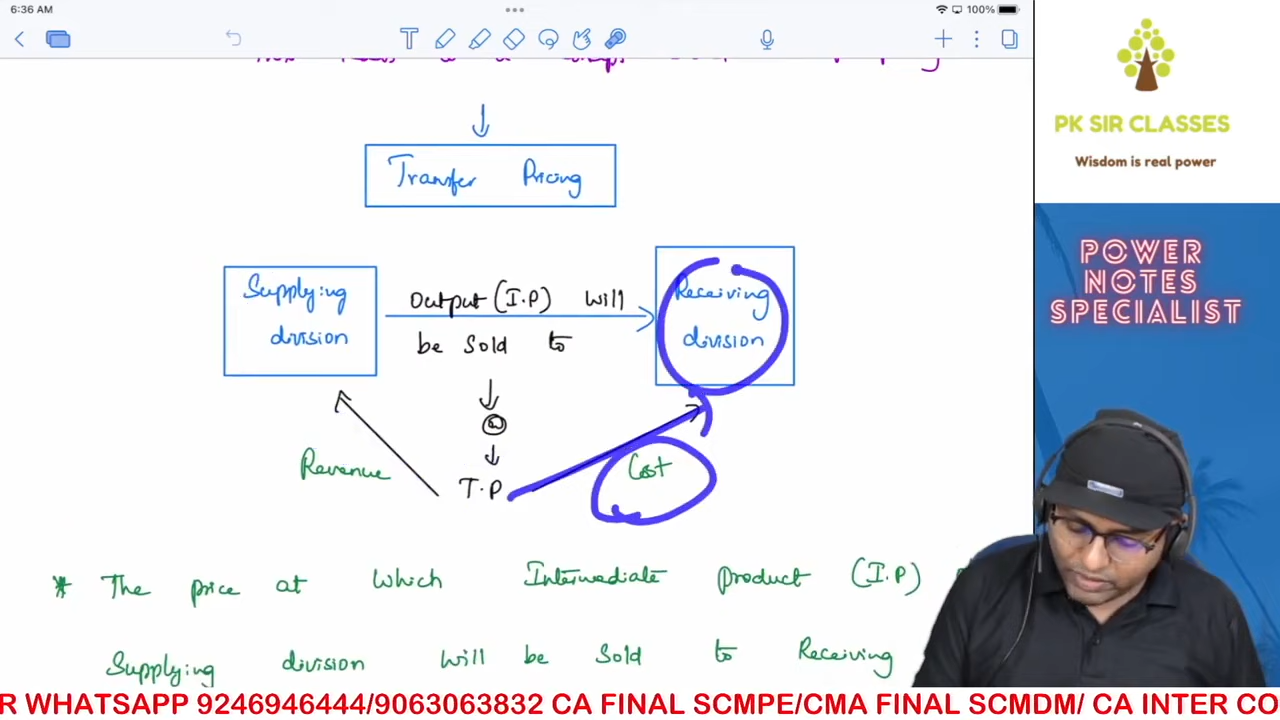 6:36 AM
100%
PK SIR CLASSES
Wisdom is real power
Transfer Pricing
POWER
NOTES
SPECIALIST
Supplying
division
Output (I.P) will
be Sold to
Receiving
division
@
Revenue
T.P
Cost
* The price at which Intermediate product (I.P)
Supplying division will be Sold to Receiving
R WHATSAPP 9246946444/9063063832 CA FINAL SCMPE/CMA FINAL SCMDM/ CA INTER CO